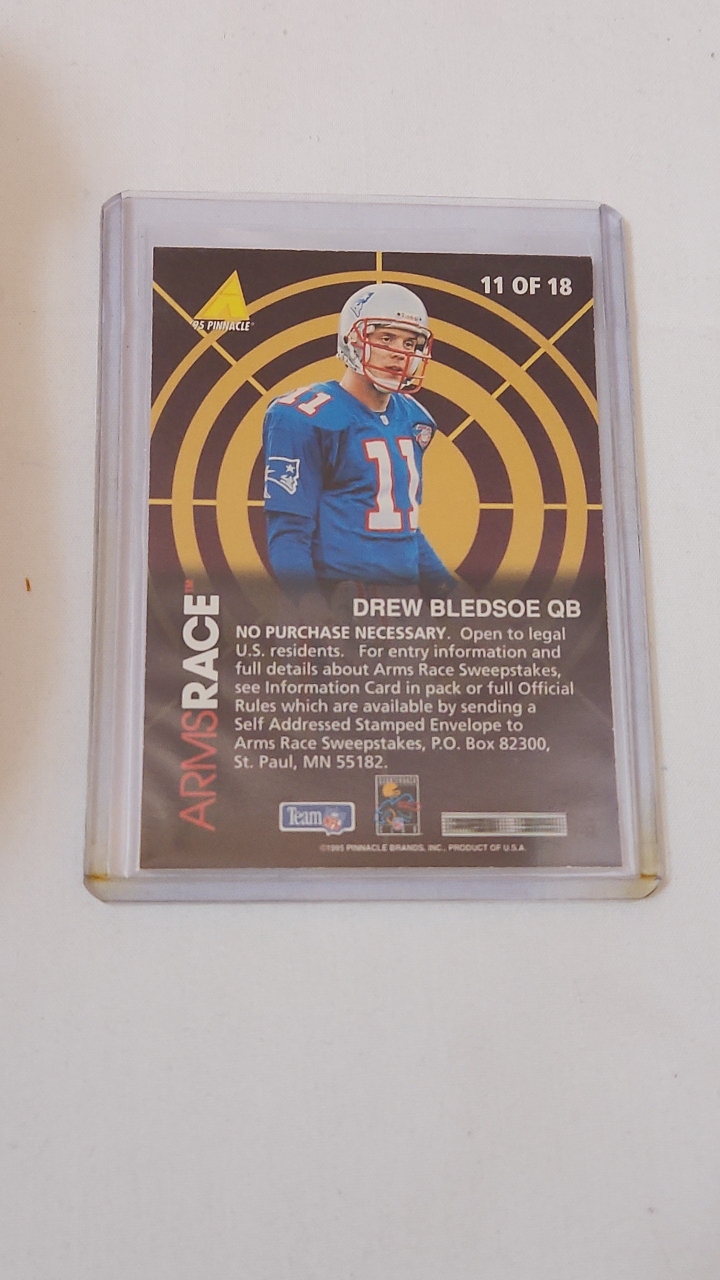 11 OF 18
'95 PINNACLE®
11
11
DREW BLEDSOE QB
NO PURCHASE NECESSARY. Open to legal
U.S. residents. For entry information and
full details about Arms Race Sweepstakes,
see Information Card in pack or full Official
Rules which are available by sending a
Self Addressed Stamped Envelope to
Arms Race Sweepstakes, P.O. Box 82300,
St. Paul, MN 55182.
ARMSRACE™
Team NFL
©1995 PINNACLE BRANDS, INC., PRODUCT OF U.S.A.